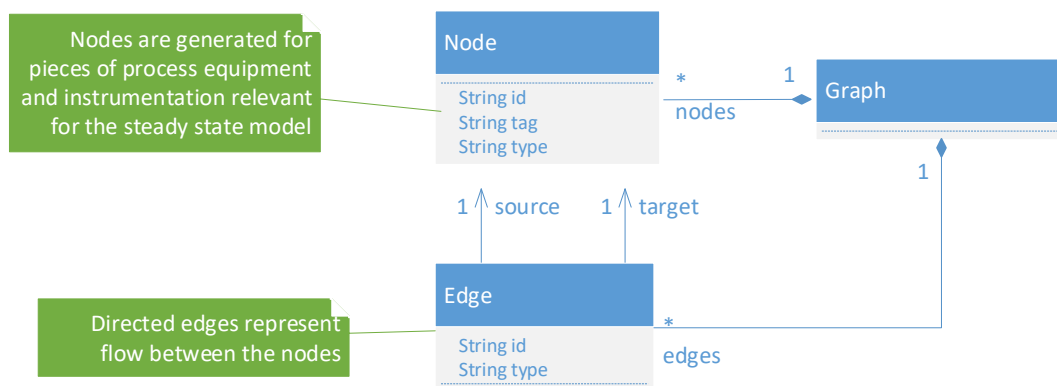 Nodes are generated for
pieces of process equipment
and instrumentation relevant
for the steady state model
Node
String id
String tag
String type
*
nodes
1
Graph
1
1 source
1 target
Edge
String id
String type
*
edges
Directed edges represent
flow between the nodes